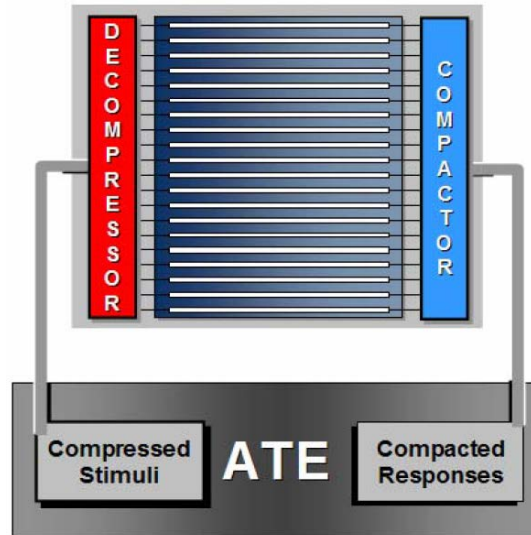 DECOMPRESSOR
COMPACTOR
Compressed
Stimuli
ATE
Compacted
Responses